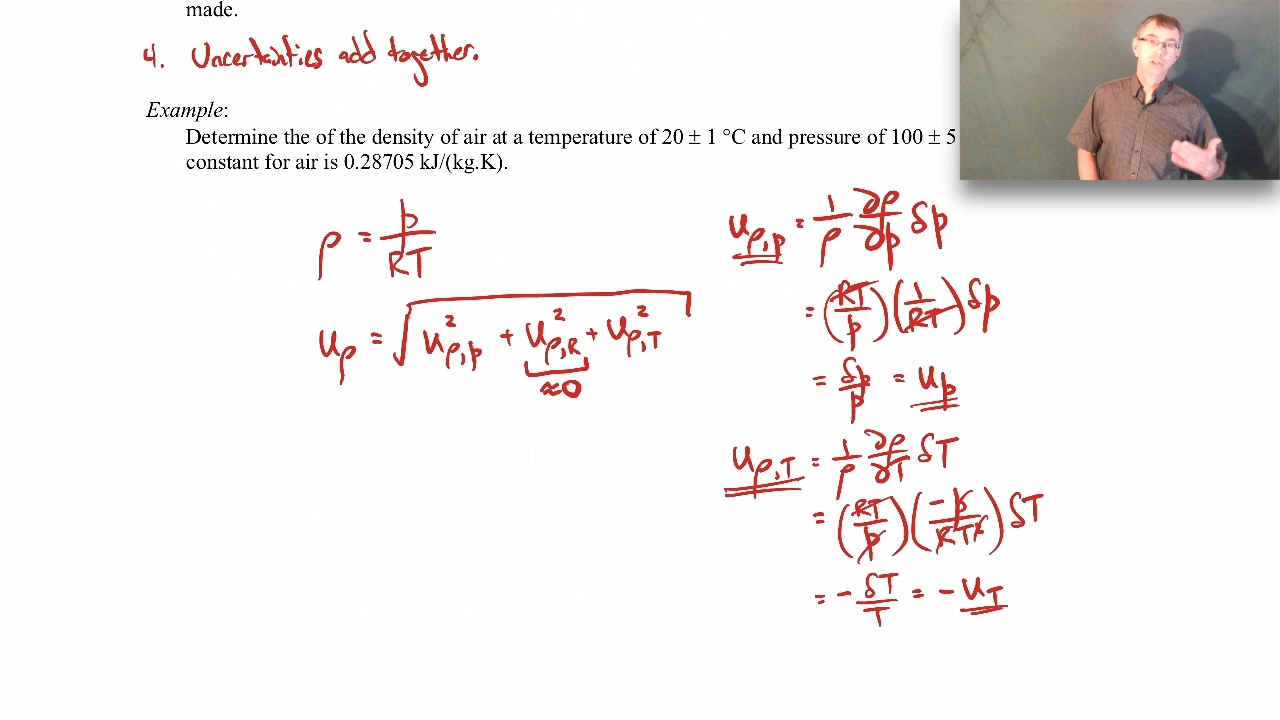 made.
4. Uncertainties add together.
Example:
Determine the of the density of air at a temperature of 20 ± 1 °C and pressure of 100 ± 5
constant for air is 0.28705 kJ/(kg.K).
ρ = p/RT
u_ρ = √(u²_ρ,p + u²_ρ,R + u²_ρ,T)
≈0
u_ρ,p = 1/ρ ∂ρ/∂p δp
= (RT/p)(1/RT)δp
= δp/p = u_p
u_ρ,T = 1/ρ ∂ρ/∂T δT
= (RT/p)(-p/RT²)δT
= - δT/T = - u_T